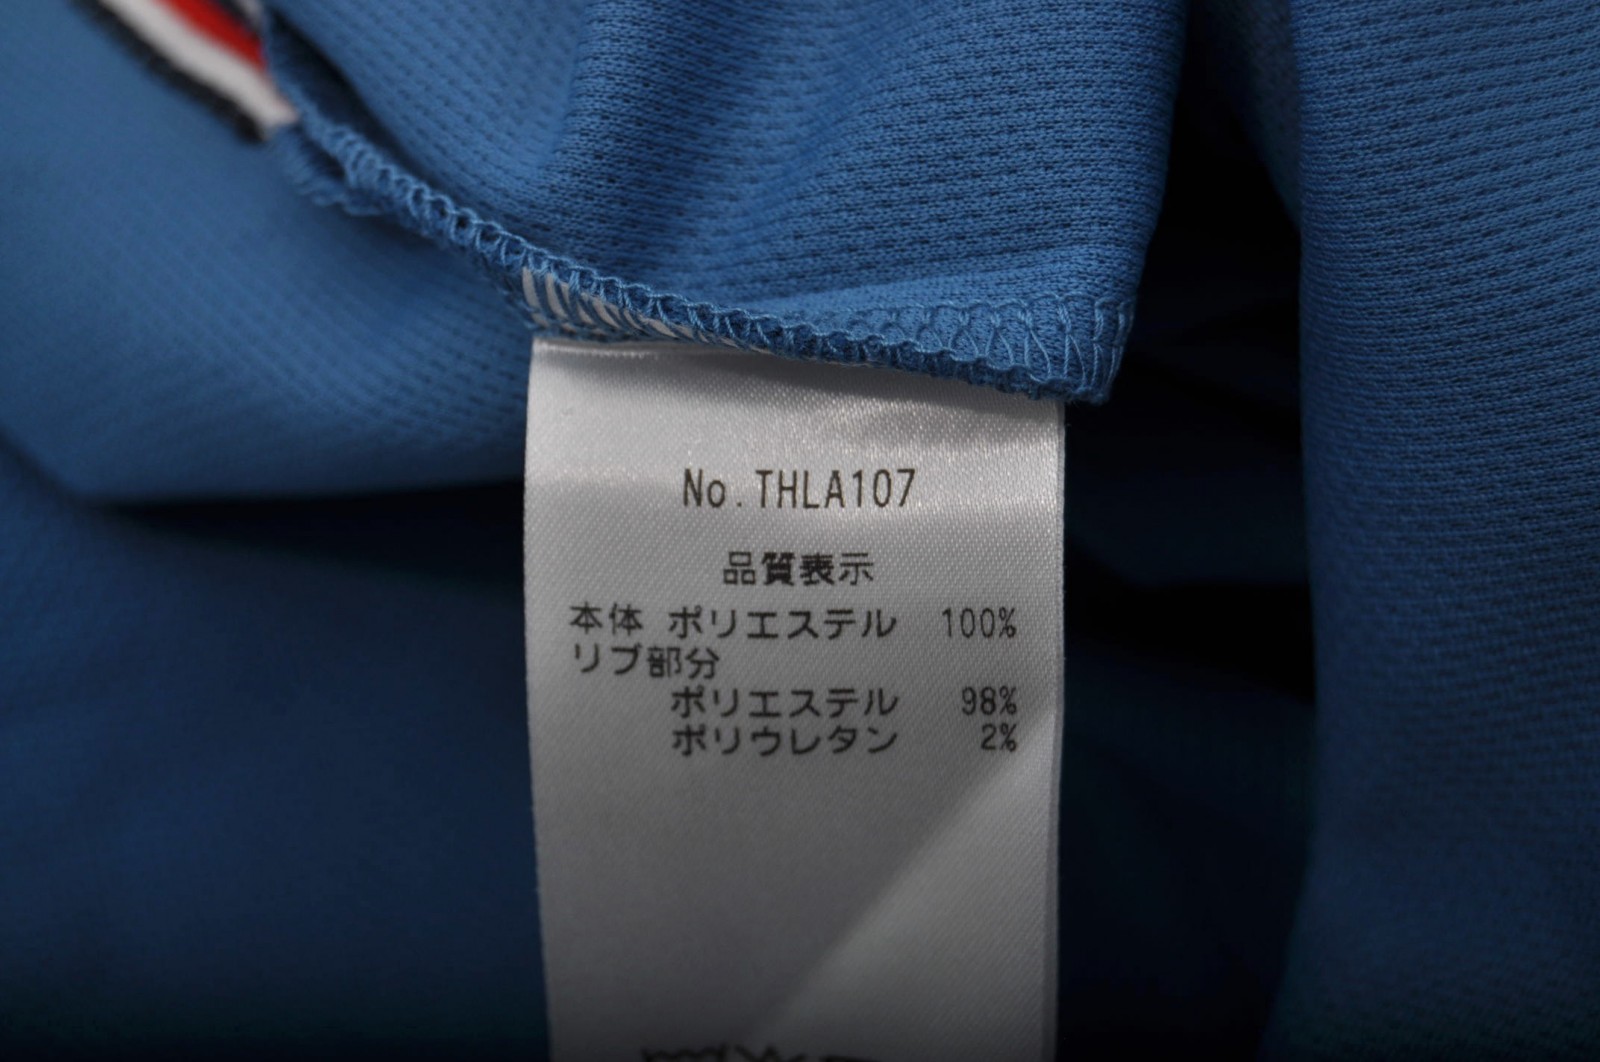 No.THLA107
品質表示
本体 ポリエステル 100%
リブ部分
ポリエステル 98%
ポリウレタン 2%